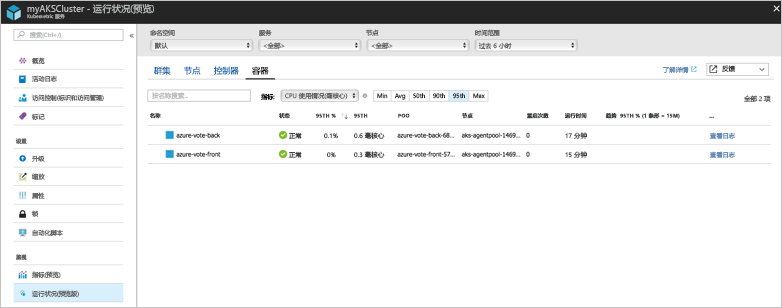 myAKSCluster - 运行状况(预览)
Kubernetes 服务
搜索(Ctrl+/)
概览
活动日志
访问控制(标识和访问管理)
标记
设置
升级
缩放
属性
锁
自动化脚本
监视
指标(预览)
运行状况(预览版)
命名空间 服务 节点 时间范围
默认 <全部> <全部> 过去 6 小时
群集 节点 控制器 容器 了解详情 反馈
按名称搜索... 指标: CPU 使用情况(毫核心) Min Avg 50th 90th 95th Max 全部 2 项
名称 状态 95TH % ↑↓ 95TH POD 节点 重启次数 运行时间 趋势 95TH % (1 条形 = 15M) ...
azure-vote-back 正常 0.1% 0.6 毫核心 azure-vote-back-68... aks-agentpool-1469... 0 17 分钟 查看日志
azure-vote-front 正常 0% 0.3 毫核心 azure-vote-front-57... aks-agentpool-1469... 0 15 分钟 查看日志